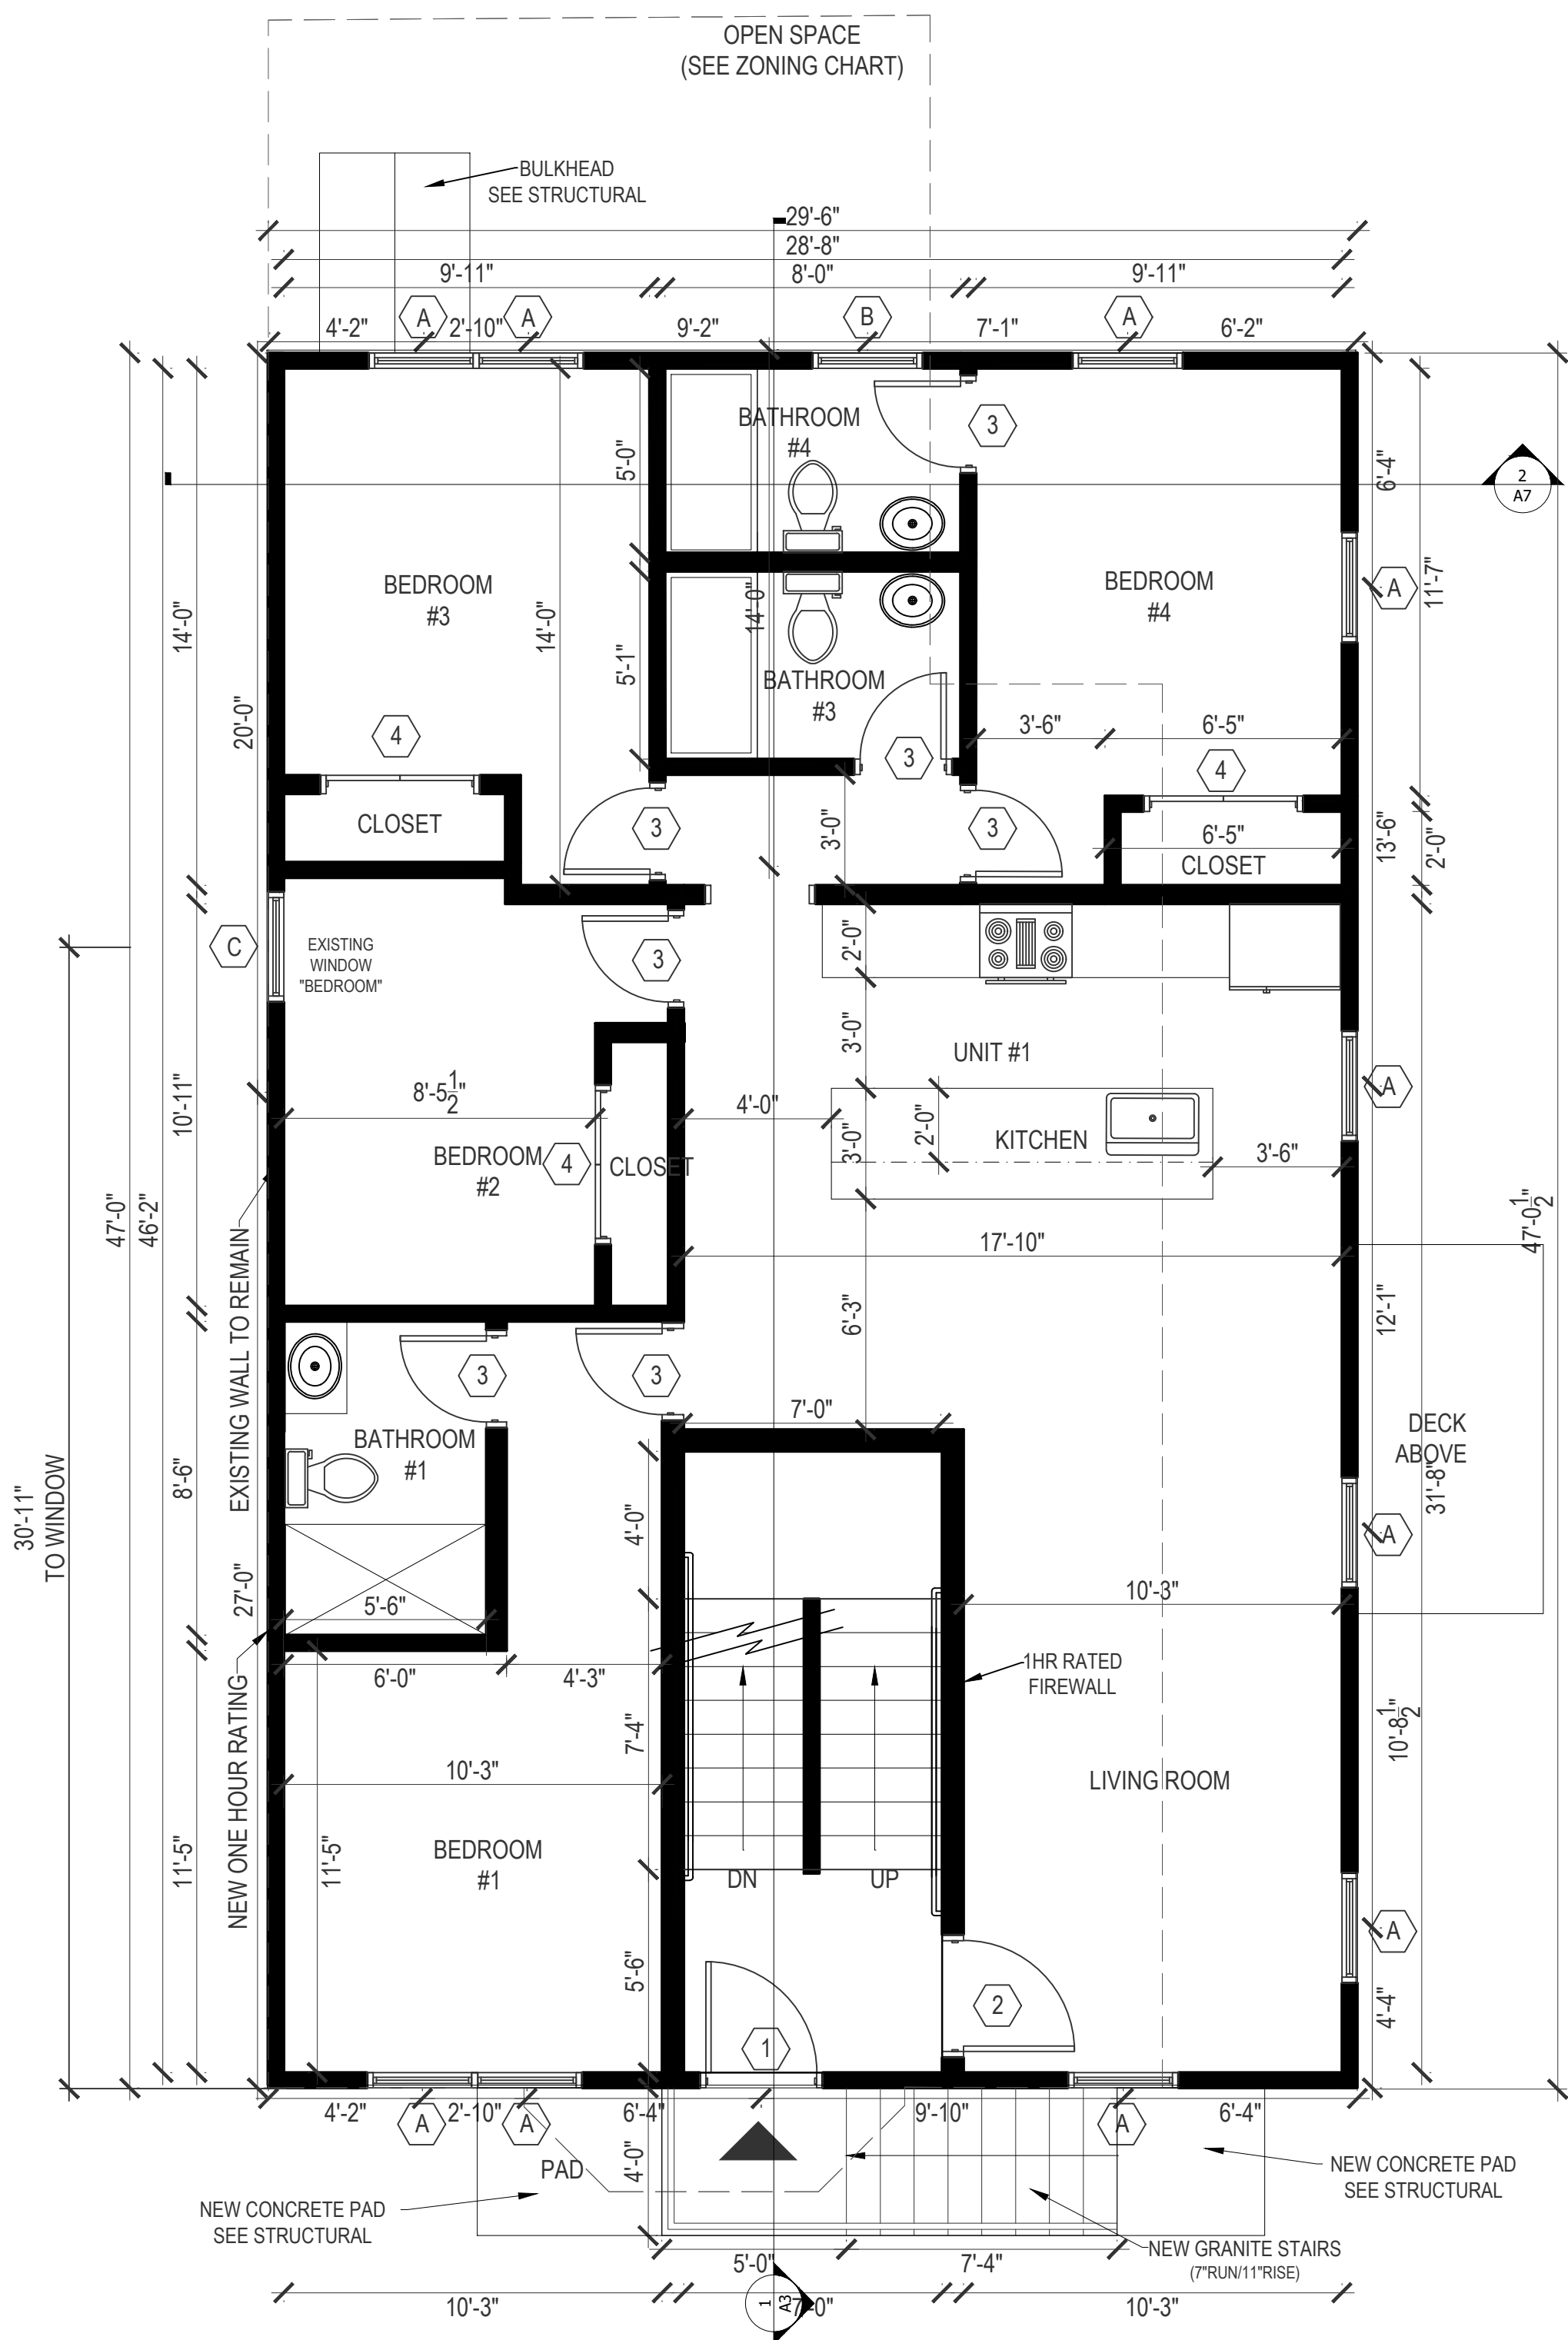 OPEN SPACE
(SEE ZONING CHART)
BULKHEAD
SEE STRUCTURAL
29'-6"
28'-8"
9'-11"
8'-0"
9'-11"
4'-2"
A
2'-10"
A
9'-2"
B
7'-1"
A
6'-2"
BATHROOM
#4
3
5'-0"
6'-4"
2
A7
BEDROOM
#3
14'-0"
14'-0"
14'-0"
BEDROOM
#4
A
11'-7"
5'-1"
BATHROOM
#3
20'-0"
4
3
3'-6"
6'-5"
4
CLOSET
3
3'-0"
3
6'-5"
CLOSET
13'-6"
2'-0"
C
EXISTING
WINDOW
"BEDROOM"
3
2'-0"
3'-0"
UNIT #1
10'-11"
8'-5 1/2"
4'-0"
3'-0"
2'-0"
KITCHEN
3'-6"
A
BEDROOM
#2
4
CLOSET
47'-0"
46'-2"
EXISTING WALL TO REMAIN
17'-10"
47'-0 1/2"
6'-3"
12'-1"
3
3
7'-0"
BATHROOM
#1
DECK
ABOVE
31'-8"
30'-11"
TO WINDOW
8'-6"
4'-0"
A
27'-0"
5'-6"
10'-3"
6'-0"
4'-3"
1HR RATED
FIREWALL
NEW ONE HOUR RATING
7'-4"
10'-8 1/2"
10'-3"
LIVING ROOM
11'-5"
11'-5"
BEDROOM
#1
DN
UP
A
5'-6"
2
4'-4"
1
4'-2"
A
2'-10"
A
6'-4"
9'-10"
A
6'-4"
4'-0"
PAD
NEW CONCRETE PAD
SEE STRUCTURAL
NEW CONCRETE PAD
SEE STRUCTURAL
5'-0"
7'-4"
NEW GRANITE STAIRS
(7"RUN/11"RISE)
10'-3"
1
A3
7'-0"
10'-3"